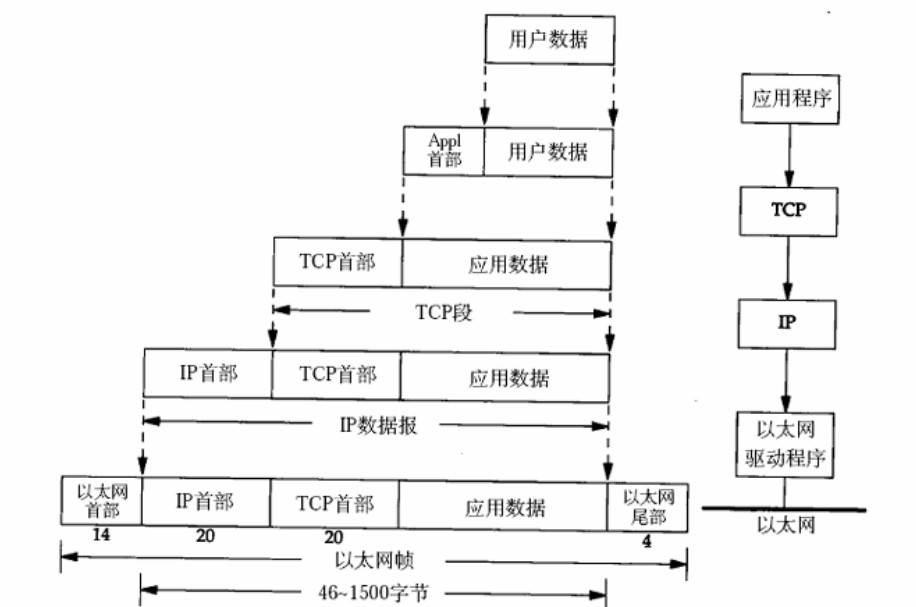 用户数据
应用程序
Appl
首部
用户数据
TCP
TCP首部
应用数据
TCP段
IP
IP首部
TCP首部
应用数据
IP数据报
以太网
驱动程序
以太网
首部
IP首部
TCP首部
应用数据
以太网
尾部
以太网
14
20
20
4
以太网帧
46~1500字节